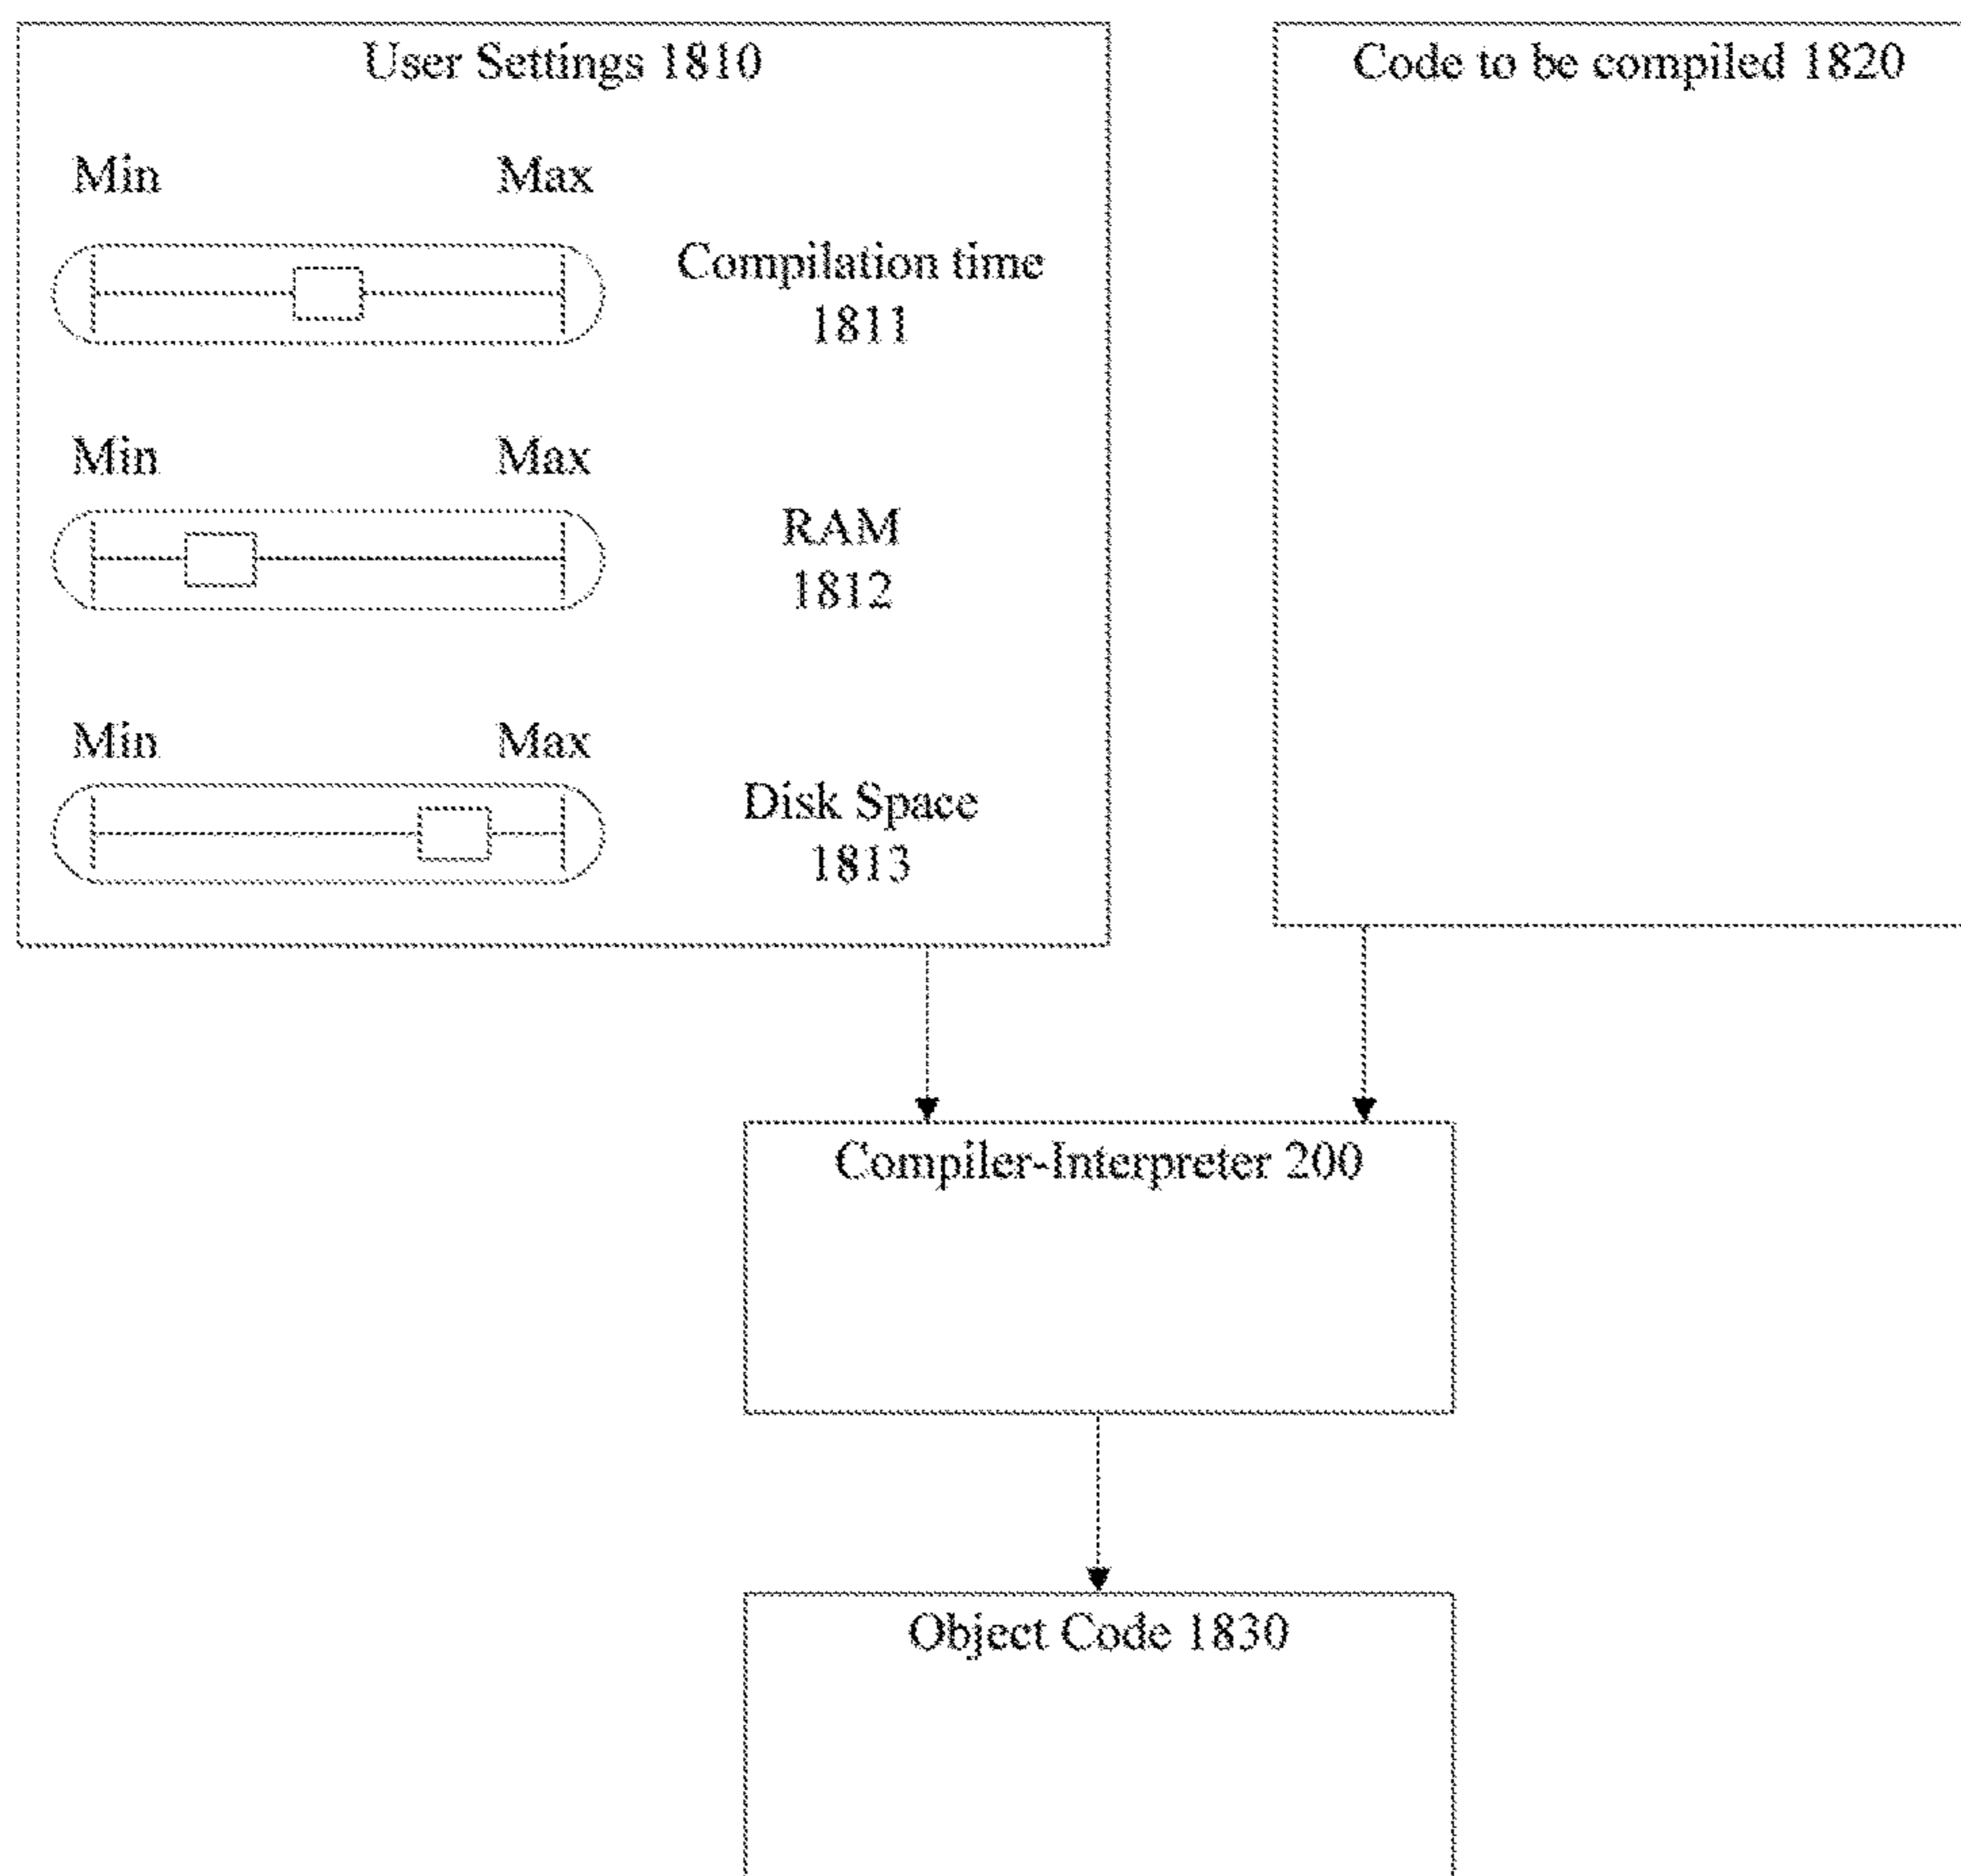 User Settings 1810
Min Max
Compilation time
1811
Min Max
RAM
1812
Min Max
Disk Space
1813
Code to be compiled 1820
Compiler-Interpreter 200
Object Code 1830